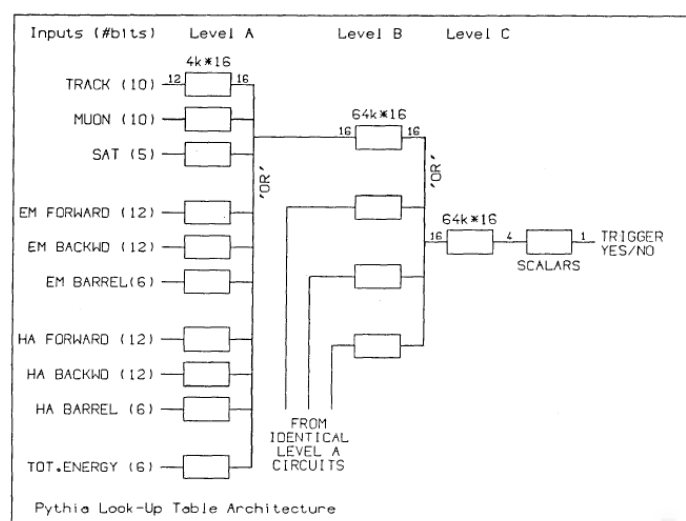 Inputs (#bits) Level A Level B Level C
4k*16
TRACK (10) 12 16
MUON (10)
SAT (5)
'OR'
EM FORWARD (12)
EM BACKWD (12)
EM BARREL(6)
HA FORWARD (12)
HA BACKWD (12)
HA BARREL (6)
TOT.ENERGY (6)
64k*16
16 16
'OR'
64k*16
16 4 1 TRIGGER
YES/NO
SCALARS
FROM
IDENTICAL
LEVEL A
CIRCUITS
Pythia Look-Up Table Architecture